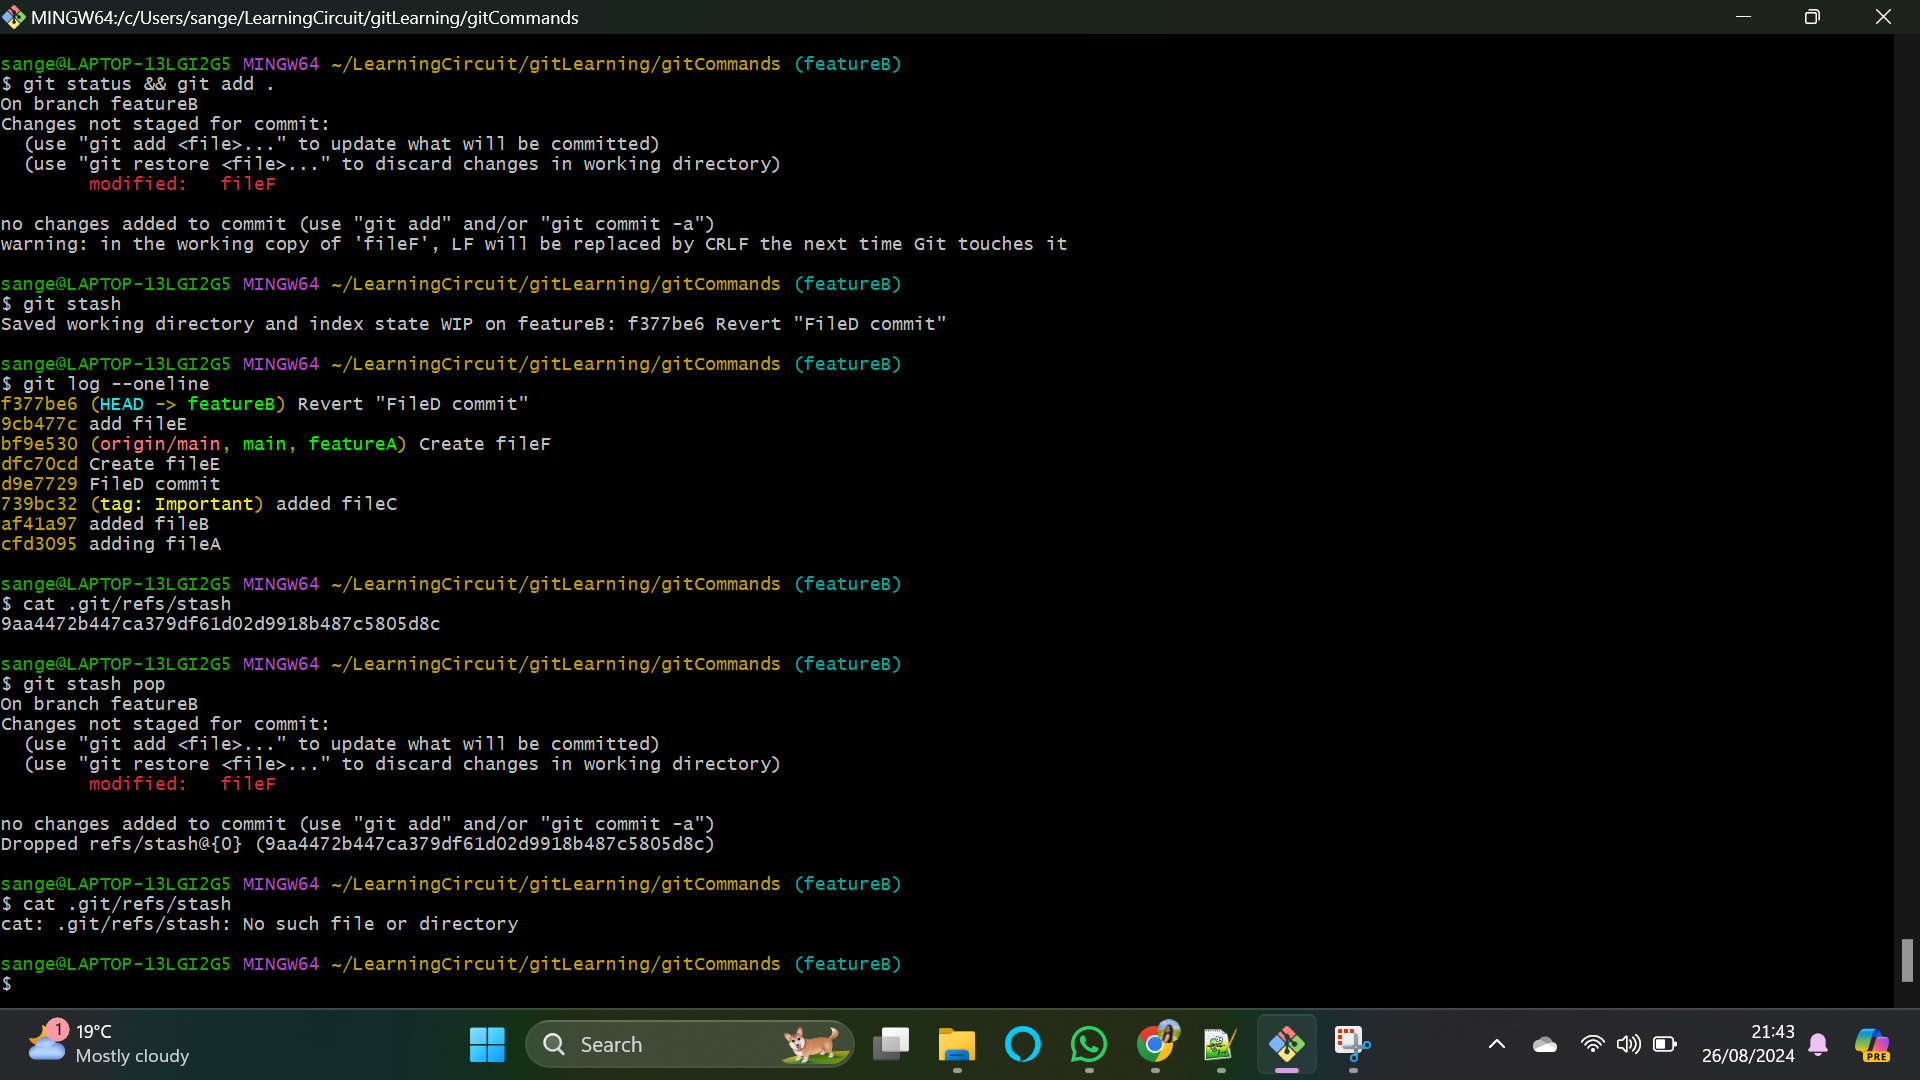 MINGW64:/c/Users/sange/LearningCircuit/gitLearning/gitCommands
sange@LAPTOP-13LGI2G5 MINGW64 ~/LearningCircuit/gitLearning/gitCommands (featureB)
$ git status && git add .
On branch featureB
Changes not staged for commit:
  (use "git add <file>..." to update what will be committed)
  (use "git restore <file>..." to discard changes in working directory)
        modified:   fileF
no changes added to commit (use "git add" and/or "git commit -a")
warning: in the working copy of 'fileF', LF will be replaced by CRLF the next time Git touches it
sange@LAPTOP-13LGI2G5 MINGW64 ~/LearningCircuit/gitLearning/gitCommands (featureB)
$ git stash
Saved working directory and index state WIP on featureB: f377be6 Revert "FileD commit"
sange@LAPTOP-13LGI2G5 MINGW64 ~/LearningCircuit/gitLearning/gitCommands (featureB)
$ git log --oneline
f377be6 (HEAD -> featureB) Revert "FileD commit"
9cb477c add fileE
bf9e530 (origin/main, main, featureA) Create fileF
dfc70cd Create fileE
d9e7729 FileD commit
739bc32 (tag: Important) added fileC
af41a97 added fileB
cfd3095 adding fileA
sange@LAPTOP-13LGI2G5 MINGW64 ~/LearningCircuit/gitLearning/gitCommands (featureB)
$ cat .git/refs/stash
9aa4472b447ca379df61d02d9918b487c5805d8c
sange@LAPTOP-13LGI2G5 MINGW64 ~/LearningCircuit/gitLearning/gitCommands (featureB)
$ git stash pop
On branch featureB
Changes not staged for commit:
  (use "git add <file>..." to update what will be committed)
  (use "git restore <file>..." to discard changes in working directory)
        modified:   fileF
no changes added to commit (use "git add" and/or "git commit -a")
Dropped refs/stash@{0} (9aa4472b447ca379df61d02d9918b487c5805d8c)
sange@LAPTOP-13LGI2G5 MINGW64 ~/LearningCircuit/gitLearning/gitCommands (featureB)
$ cat .git/refs/stash
cat: .git/refs/stash: No such file or directory
sange@LAPTOP-13LGI2G5 MINGW64 ~/LearningCircuit/gitLearning/gitCommands (featureB)
$
1
19°C
Mostly cloudy
Search
21:43
26/08/2024
PRE